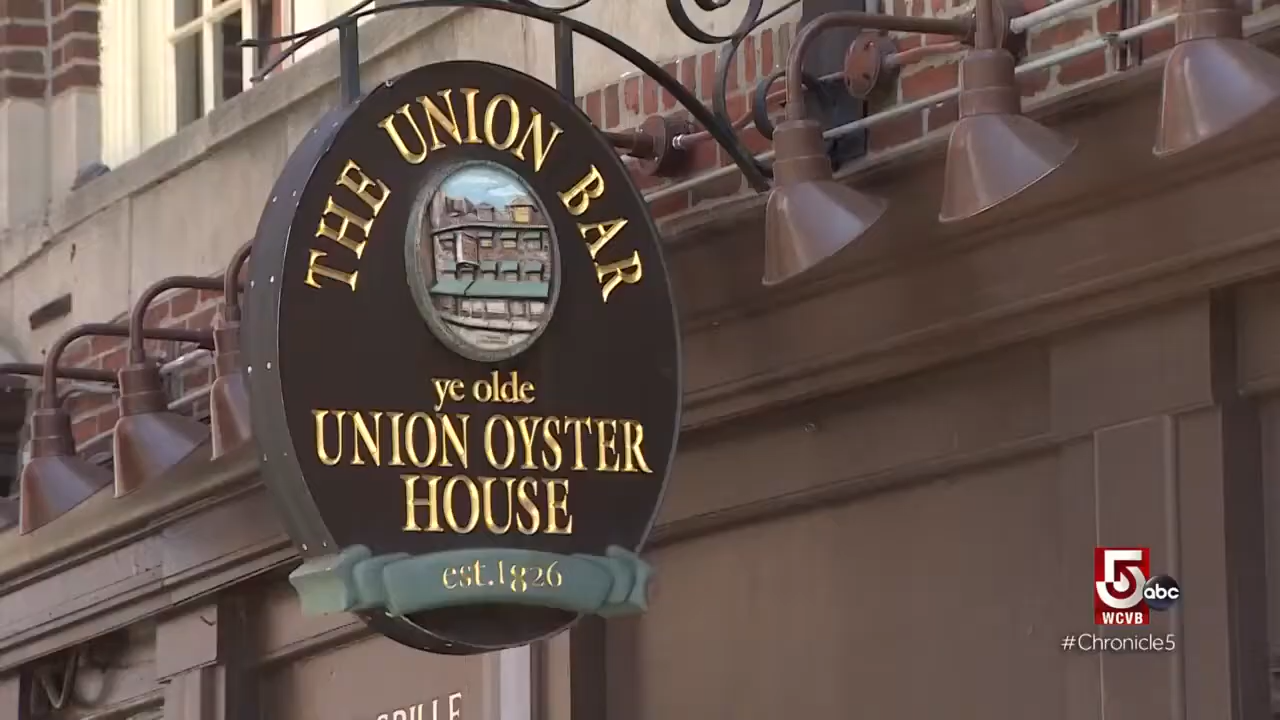 THE UNION BAR
ye olde
UNION OYSTER
HOUSE
est.1826
5 abc
WCVB
#Chronicle5